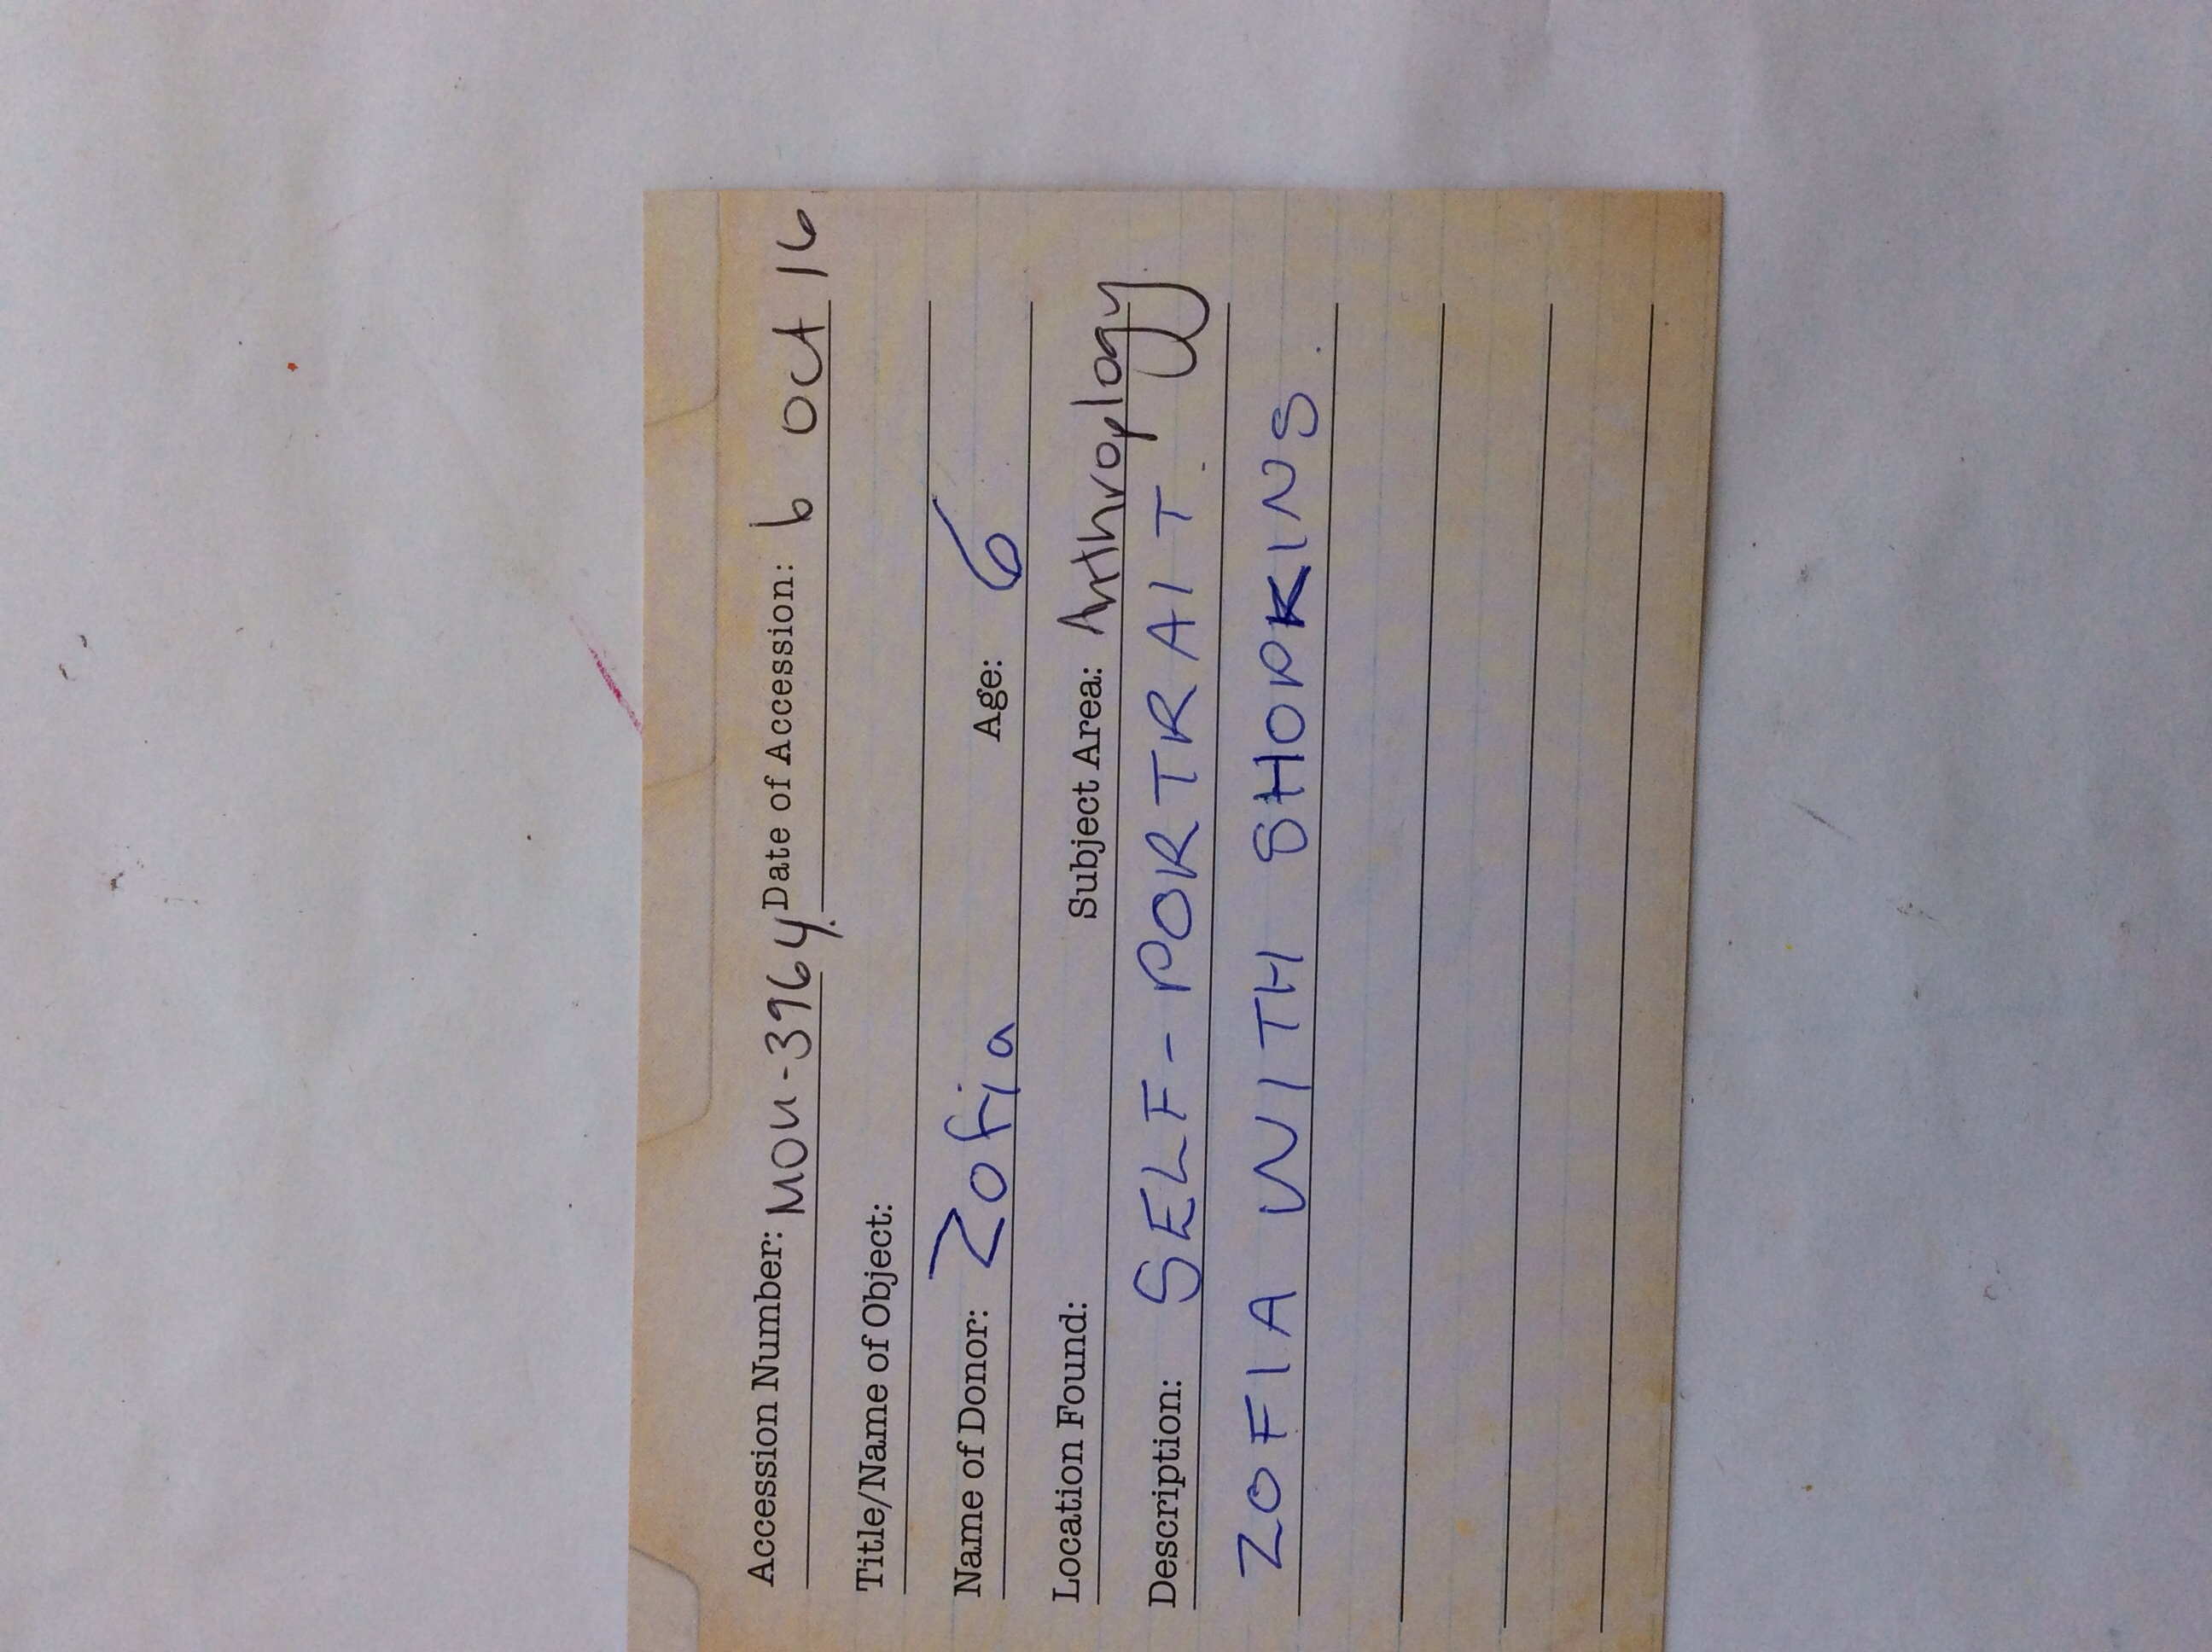 Accession Number: MOU-3964 Date of Accession: 6 Oct 16
Title/Name of Object:
Name of Donor: Zofia Age: 6
Location Found: Subject Area: Anthroplogy
Description: SELF-PORTRAIT.
ZOFIA WITH SHOPKINS.